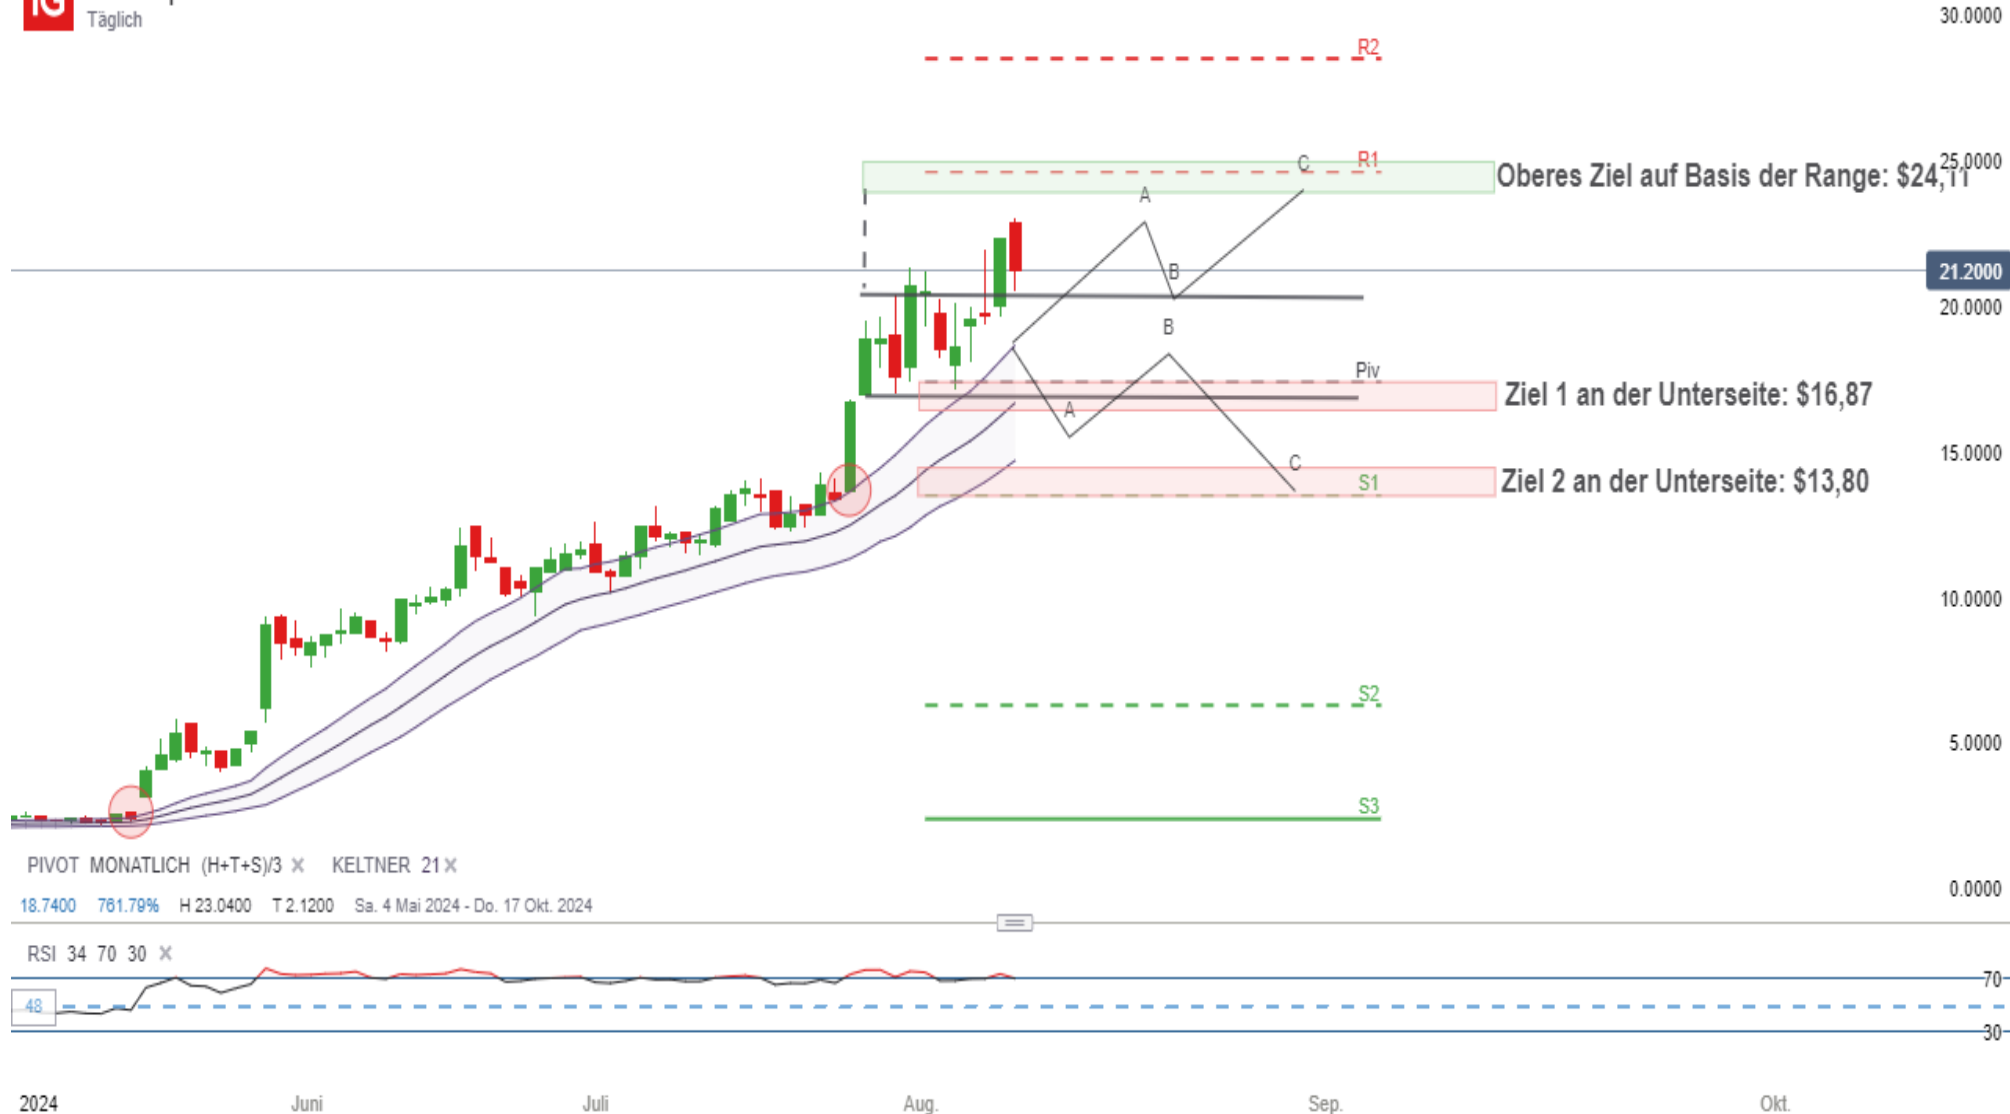 IG
Täglich
30.0000
R2
R1
25.0000
C
Oberes Ziel auf Basis der Range: $24,11
A
B
21.2000
20.0000
B
Piv
Ziel 1 an der Unterseite: $16,87
A
15.0000
C
S1
Ziel 2 an der Unterseite: $13,80
10.0000
S2
5.0000
S3
PIVOT MONATLICH (H+T+S)/3 × KELTNER 21 ×
0.0000
18.7400 761.79% H 23.0400 T 2.1200 Sa. 4 Mai 2024 - Do. 17 Okt. 2024
RSI 34 70 30 ×
70
48
30
2024 Juni Juli Aug. Sep. Okt.